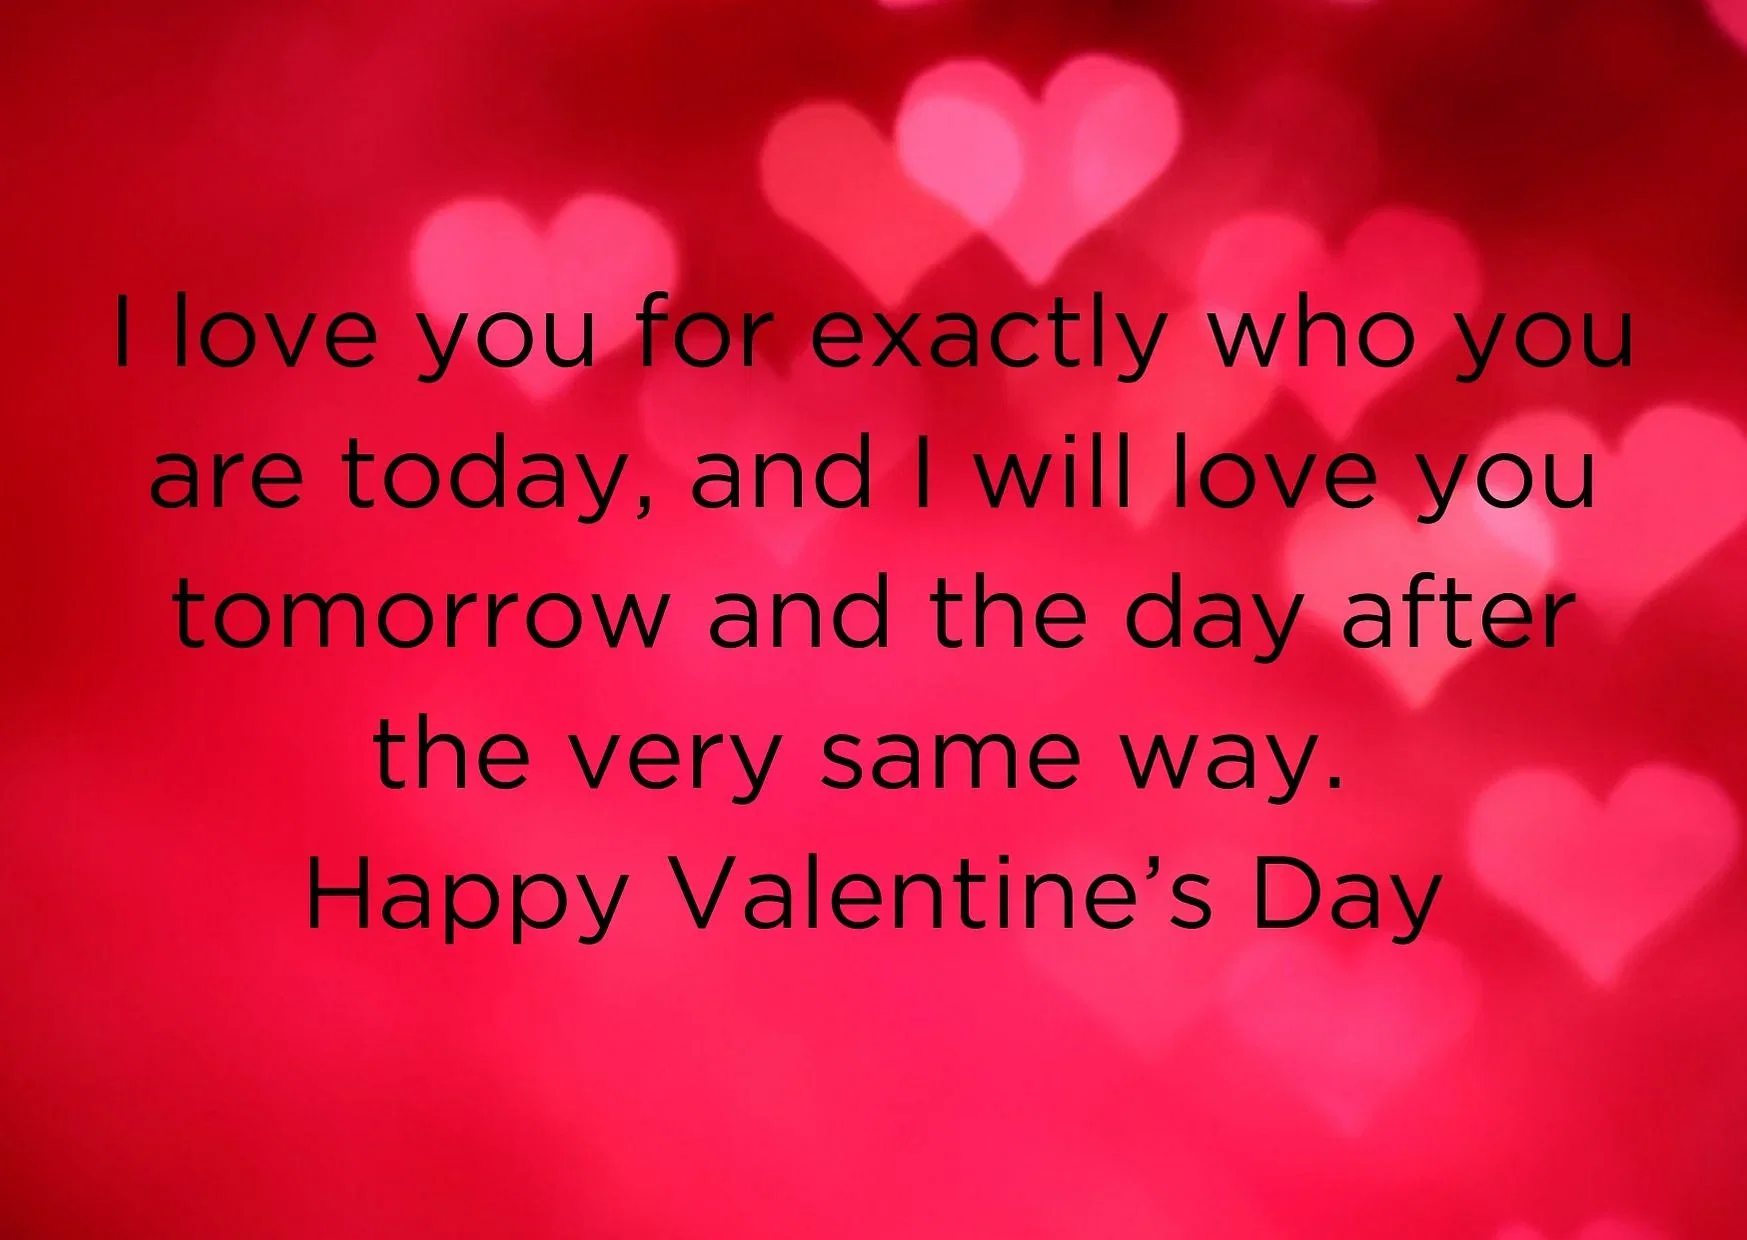 I love you for exactly who you
are today, and I will love you
tomorrow and the day after
the very same way.
Happy Valentine’s Day